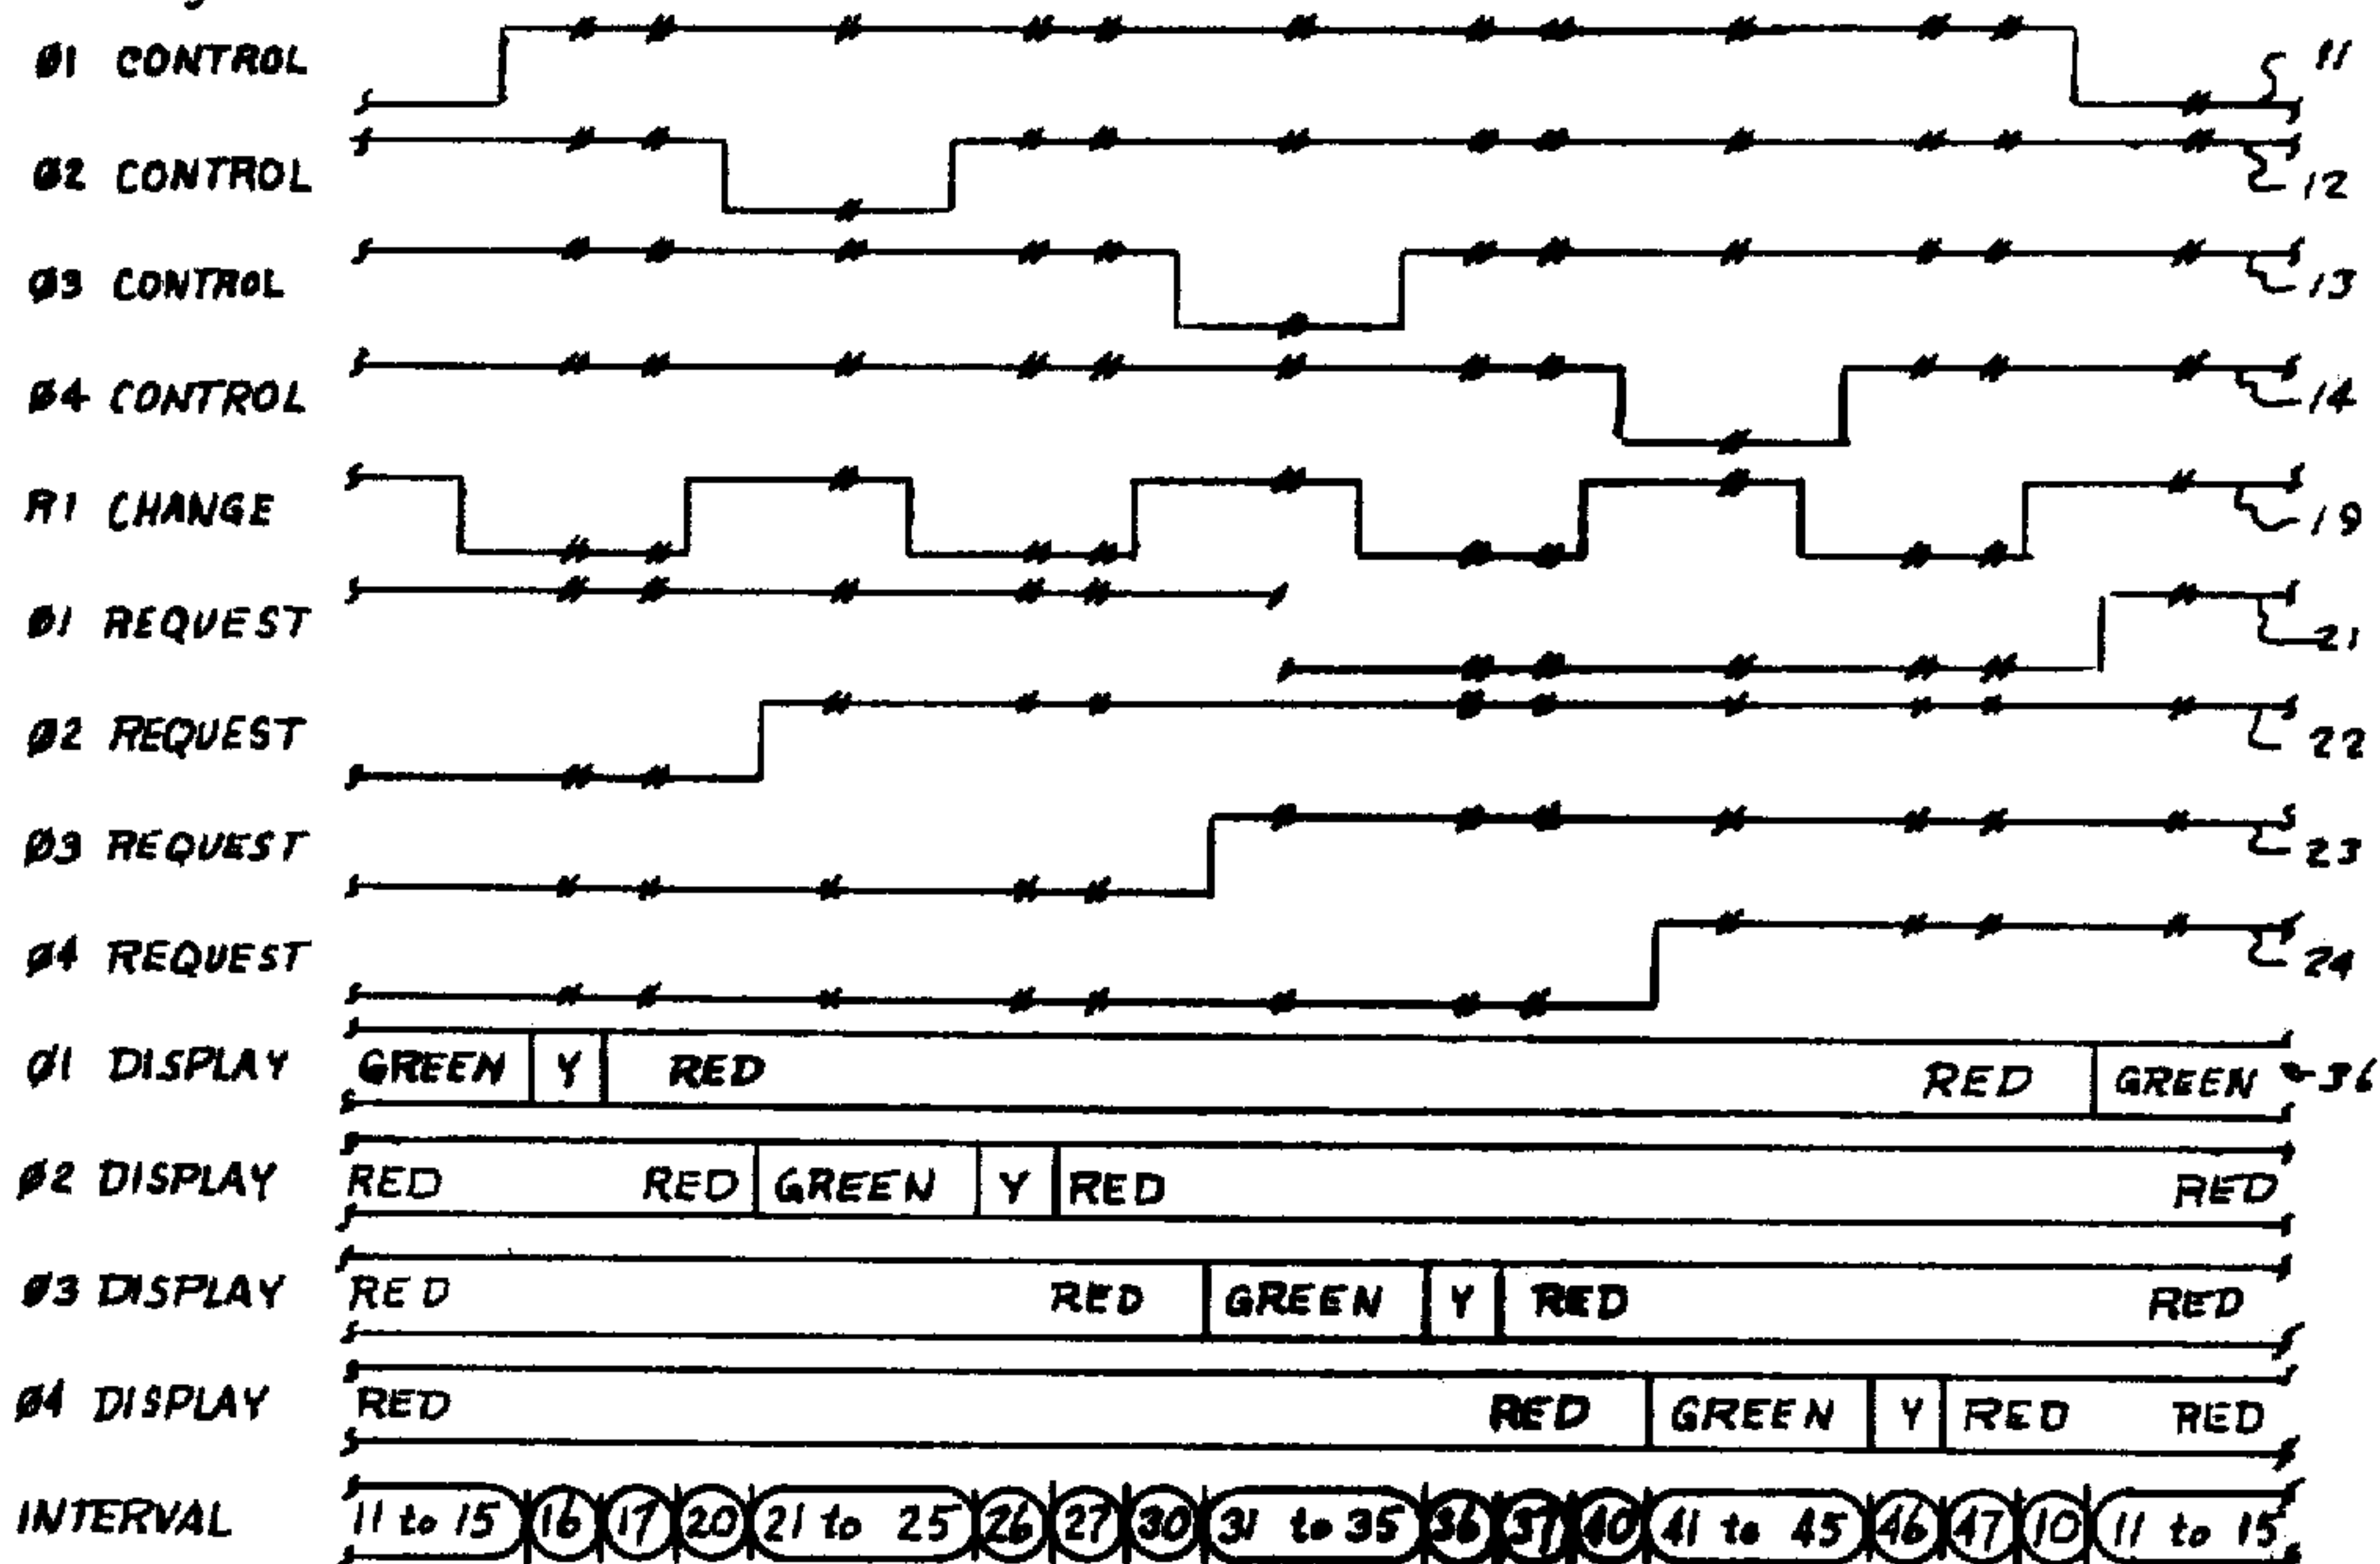 Ø1 CONTROL 11
Ø2 CONTROL 12
Ø3 CONTROL 13
Ø4 CONTROL 14
R1 CHANGE 19
Ø1 REQUEST 21
Ø2 REQUEST 22
Ø3 REQUEST 23
Ø4 REQUEST 24
Ø1 DISPLAY GREEN Y RED RED GREEN 36
Ø2 DISPLAY RED RED GREEN Y RED RED
Ø3 DISPLAY RED RED GREEN Y RED RED
Ø4 DISPLAY RED RED GREEN Y RED RED
INTERVAL 11 to 15 16 17 20 21 to 25 26 27 30 31 to 35 36 37 40 41 to 45 46 47 10 11 to 15